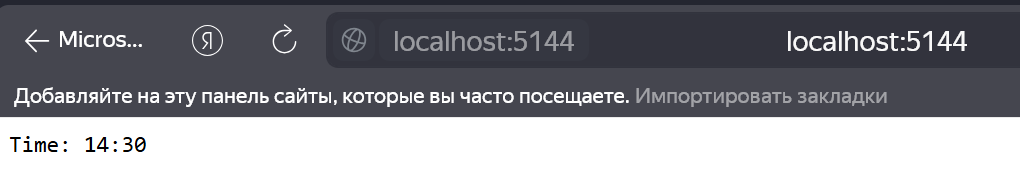 Micros... Я localhost:5144 localhost:5144
Добавляйте на эту панель сайты, которые вы часто посещаете. Импортировать закладки
Time: 14:30